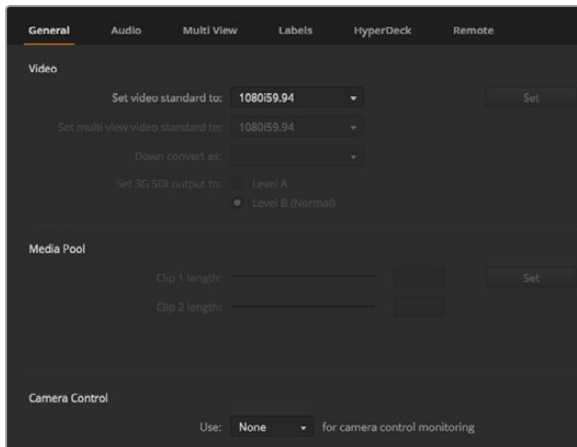 General Audio Multi View Labels HyperDeck Remote
Video
Set video standard to: 1080i59.94 Set
Set multi view video standard to: 1080i59.94
Down convert as:
Set 3G SDI output to: Level A
Level B (Normal)
Media Pool
Clip 1 length: Set
Clip 2 length:
Camera Control
Use: None for camera control monitoring